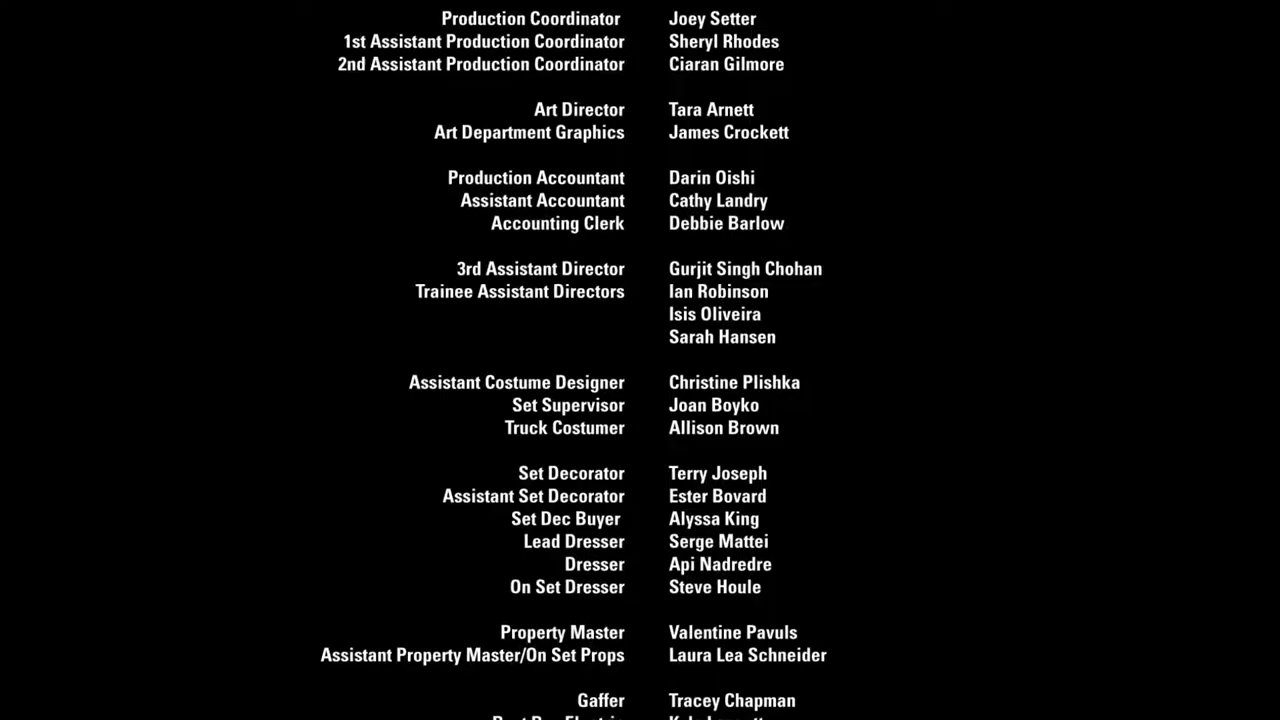 Production Coordinator Joey Setter
1st Assistant Production Coordinator Sheryl Rhodes
2nd Assistant Production Coordinator Ciaran Gilmore
Art Director Tara Arnett
Art Department Graphics James Crockett
Production Accountant Darin Oishi
Assistant Accountant Cathy Landry
Accounting Clerk Debbie Barlow
3rd Assistant Director Gurjit Singh Chohan
Trainee Assistant Directors Ian Robinson
Isis Oliveira
Sarah Hansen
Assistant Costume Designer Christine Plishka
Set Supervisor Joan Boyko
Truck Costumer Allison Brown
Set Decorator Terry Joseph
Assistant Set Decorator Ester Bovard
Set Dec Buyer Alyssa King
Lead Dresser Serge Mattei
Dresser Api Nadredre
On Set Dresser Steve Houle
Property Master Valentine Pavuls
Assistant Property Master/On Set Props Laura Lea Schneider
Gaffer Tracey Chapman